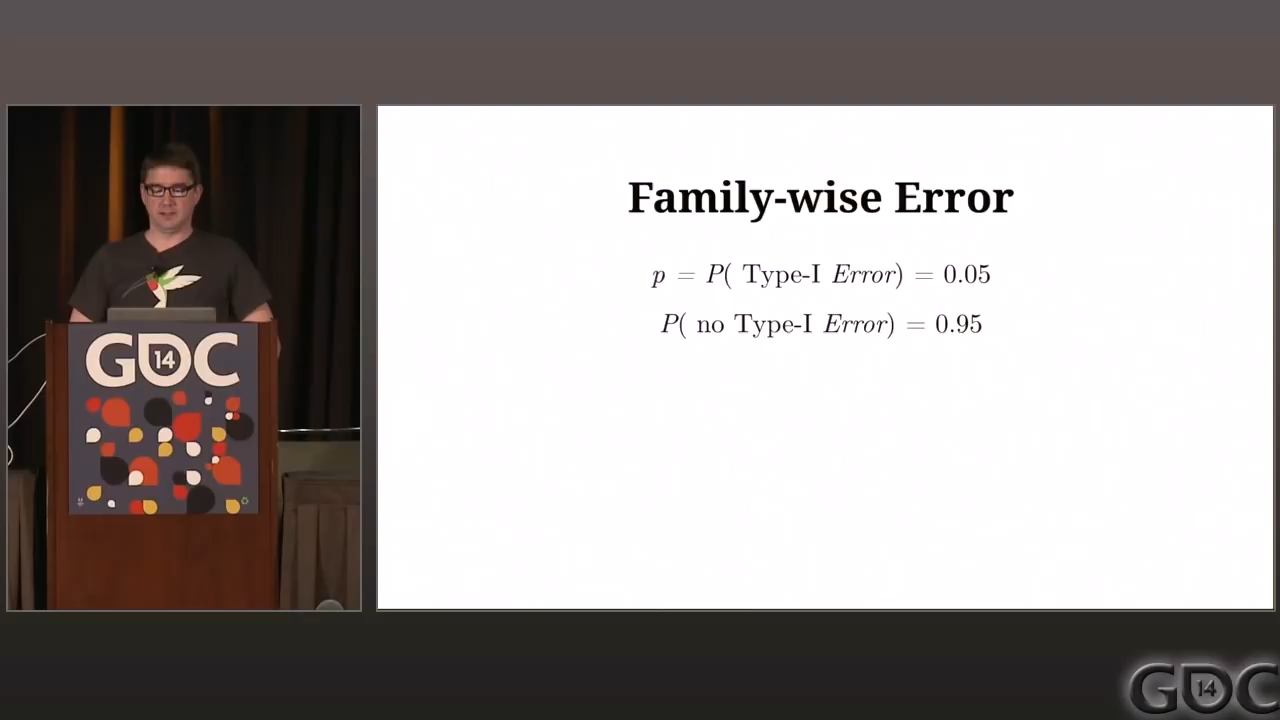 Family-wise Error
p = P( Type-I Error) = 0.05
P( no Type-I Error) = 0.95
GDC
14
GDC
14